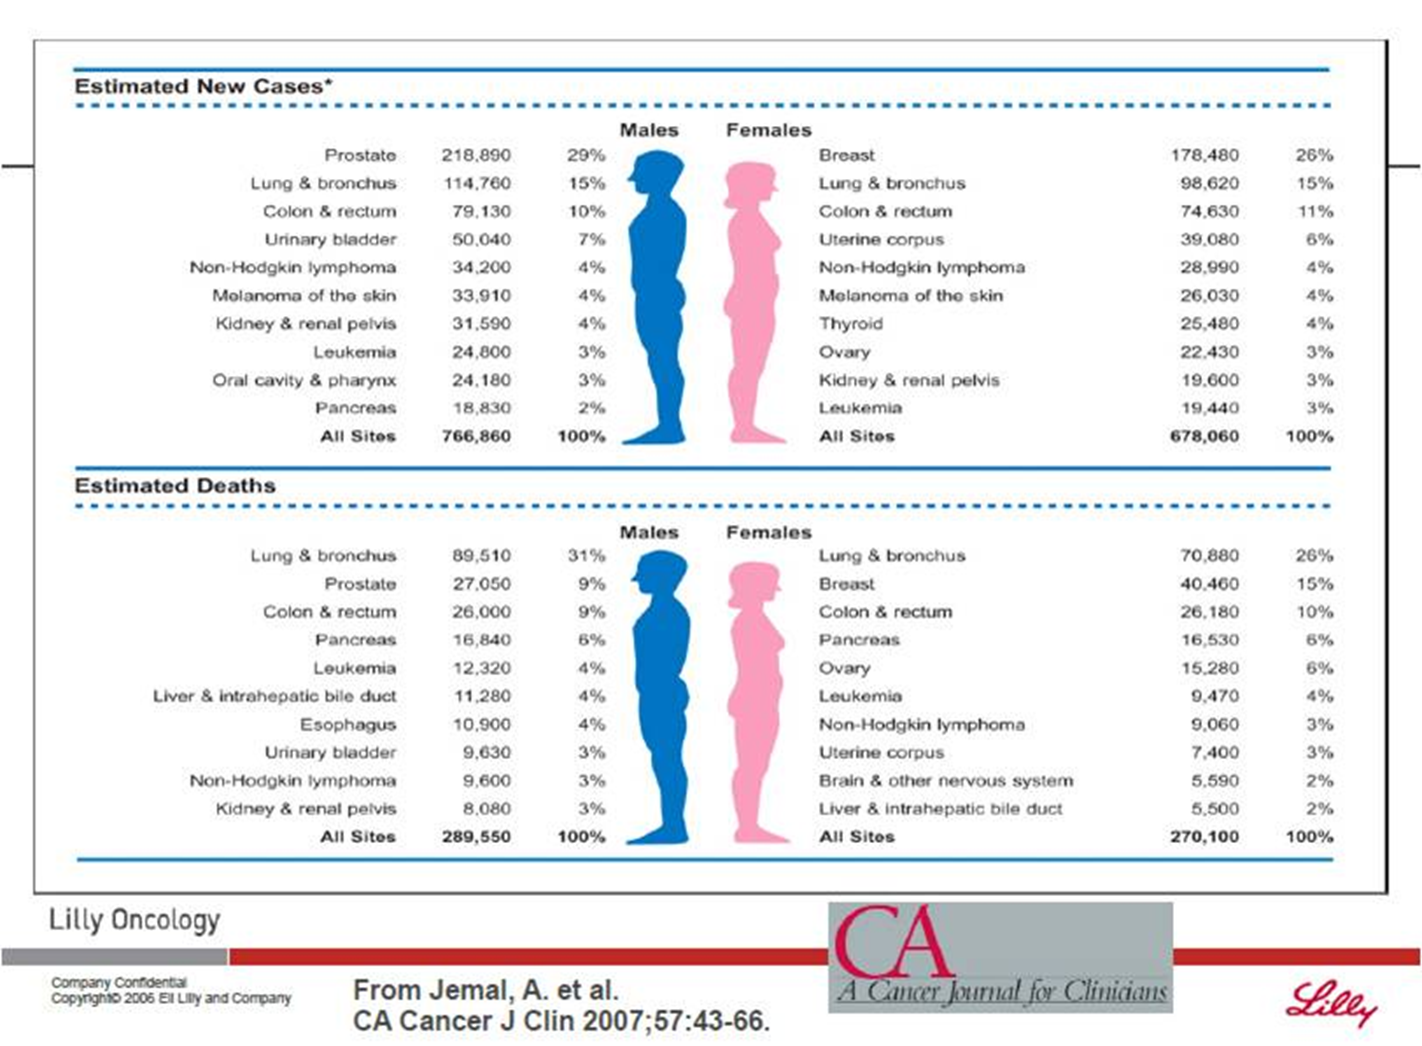 Estimated New Cases*
Males Females
Prostate 218,890 29% Breast 178,480 26%
Lung & bronchus 114,760 15% Lung & bronchus 98,620 15%
Colon & rectum 79,130 10% Colon & rectum 74,630 11%
Urinary bladder 50,040 7% Uterine corpus 39,080 6%
Non-Hodgkin lymphoma 34,200 4% Non-Hodgkin lymphoma 28,990 4%
Melanoma of the skin 33,910 4% Melanoma of the skin 26,030 4%
Kidney & renal pelvis 31,590 4% Thyroid 25,480 4%
Leukemia 24,800 3% Ovary 22,430 3%
Oral cavity & pharynx 24,180 3% Kidney & renal pelvis 19,600 3%
Pancreas 18,830 2% Leukemia 19,440 3%
All Sites 766,860 100% All Sites 678,060 100%
Estimated Deaths
Males Females
Lung & bronchus 89,510 31% Lung & bronchus 70,880 26%
Prostate 27,050 9% Breast 40,460 15%
Colon & rectum 26,000 9% Colon & rectum 26,180 10%
Pancreas 16,840 6% Pancreas 16,530 6%
Leukemia 12,320 4% Ovary 15,280 6%
Liver & intrahepatic bile duct 11,280 4% Leukemia 9,470 4%
Esophagus 10,900 4% Non-Hodgkin lymphoma 9,060 3%
Urinary bladder 9,630 3% Uterine corpus 7,400 3%
Non-Hodgkin lymphoma 9,600 3% Brain & other nervous system 5,590 2%
Kidney & renal pelvis 8,080 3% Liver & intrahepatic bile duct 5,500 2%
All Sites 289,550 100% All Sites 270,100 100%
Lilly Oncology
CA
A Cancer Journal for Clinicians
Company Confidential
Copyright© 2006 Eli Lilly and Company
From Jemal, A. et al.
CA Cancer J Clin 2007;57:43-66.
Lilly